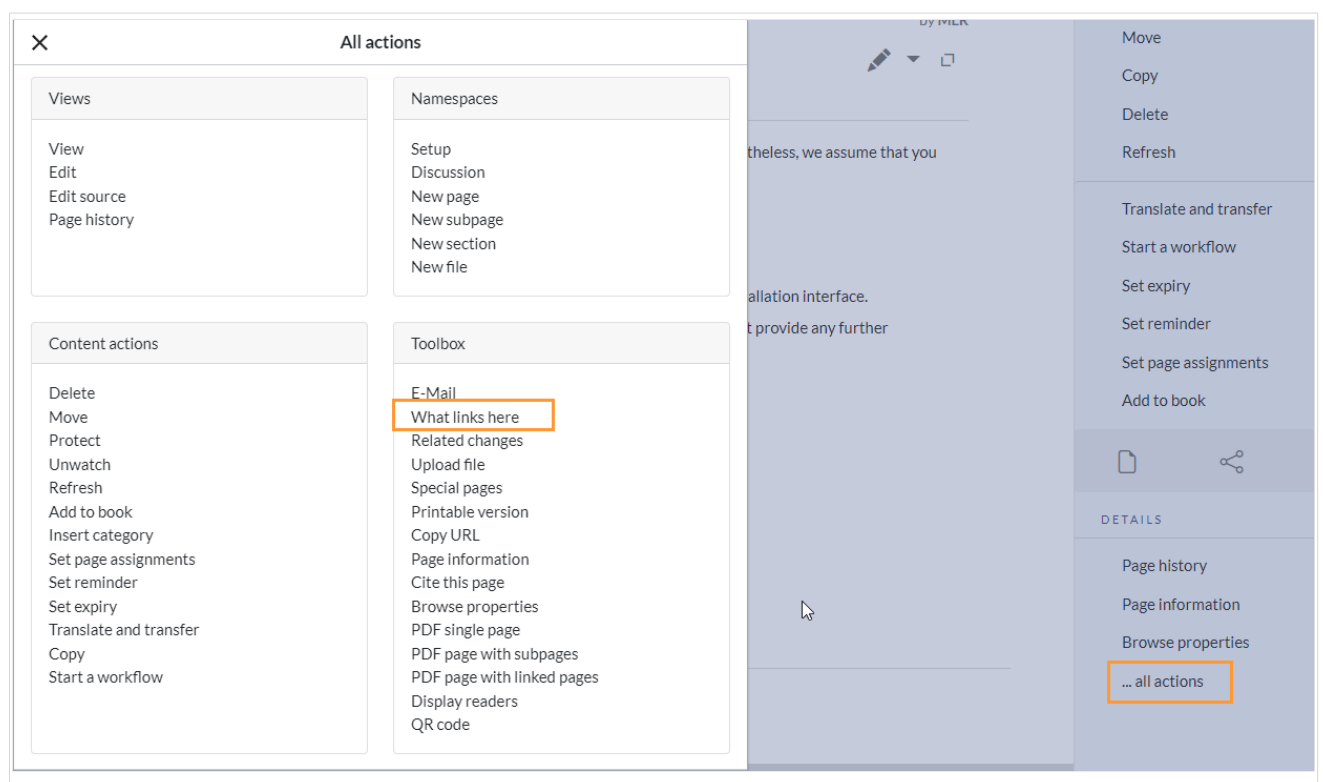 All actions
Views
View
Edit
Edit source
Page history
Namespaces
Setup
Discussion
New page
New subpage
New section
New file
Content actions
Delete
Move
Protect
Unwatch
Refresh
Add to book
Insert category
Set page assignments
Set reminder
Set expiry
Translate and transfer
Copy
Start a workflow
Toolbox
E-Mail
What links here
Related changes
Upload file
Special pages
Printable version
Copy URL
Page information
Cite this page
Browse properties
PDF single page
PDF page with subpages
PDF page with linked pages
Display readers
QR code
by MLR
theless, we assume that you
allation interface.
t provide any further
Move
Copy
Delete
Refresh
Translate and transfer
Start a workflow
Set expiry
Set reminder
Set page assignments
Add to book
DETAILS
Page history
Page information
Browse properties
... all actions